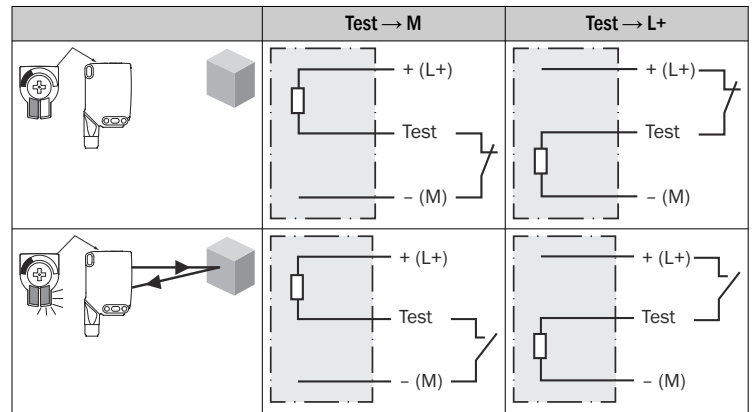 Test → M
Test → L+
+ (L+)
Test
– (M)
+ (L+)
Test
– (M)
+ (L+)
Test
– (M)
+ (L+)
Test
– (M)